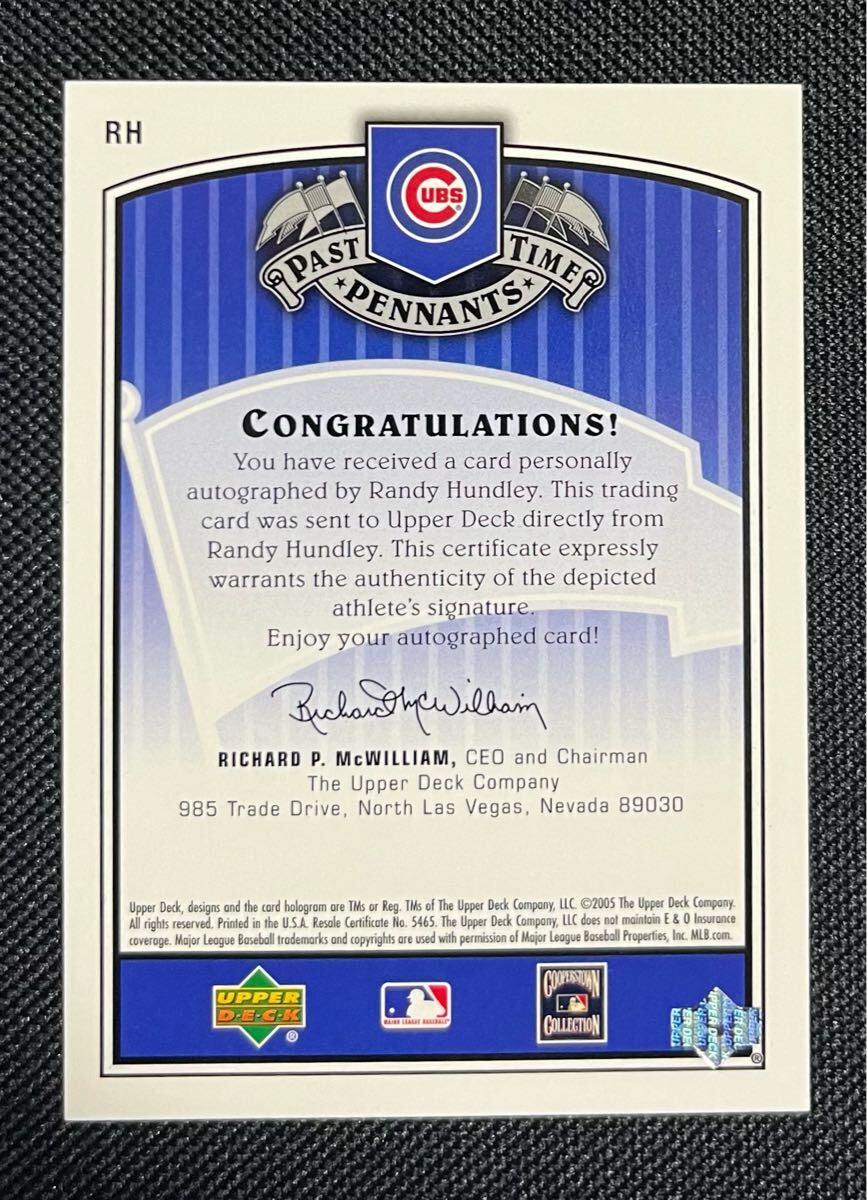 RH
CUBS
PAST TIME
PENNANTS
CONGRATULATIONS!
You have received a card personally
autographed by Randy Hundley. This trading
card was sent to Upper Deck directly from
Randy Hundley. This certificate expressly
warrants the authenticity of the depicted
athlete's signature.
Enjoy your autographed card!
Richard McWilliam
RICHARD P. McWILLIAM, CEO and Chairman
The Upper Deck Company
985 Trade Drive, North Las Vegas, Nevada 89030
Upper Deck, designs and the card hologram are TMs or Reg. TMs of The Upper Deck Company, LLC. ©2005 The Upper Deck Company.
All rights reserved. Printed in the U.S.A. Resale Certificate No. 5465. The Upper Deck Company, LLC does not maintain E & O Insurance
coverage. Major League Baseball trademarks and copyrights are used with permission of Major League Baseball Properties, Inc. MLB.com.
UPPER
D·E·C·K ®
MAJOR LEAGUE BASEBALL
COOPERSTOWN
COLLECTION
UPPER DECK
®